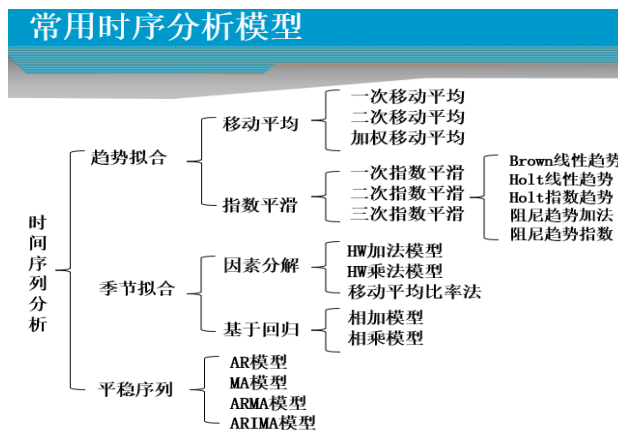 常用时序分析模型
时间序列分析
趋势拟合
移动平均
一次移动平均
二次移动平均
加权移动平均
指数平滑
一次指数平滑
二次指数平滑
三次指数平滑
Brown线性趋势
Holt线性趋势
Holt指数趋势
阻尼趋势加法
阻尼趋势指数
季节拟合
因素分解
HW加法模型
HW乘法模型
移动平均比率法
基于回归
相加模型
相乘模型
平稳序列
AR模型
MA模型
ARMA模型
ARIMA模型